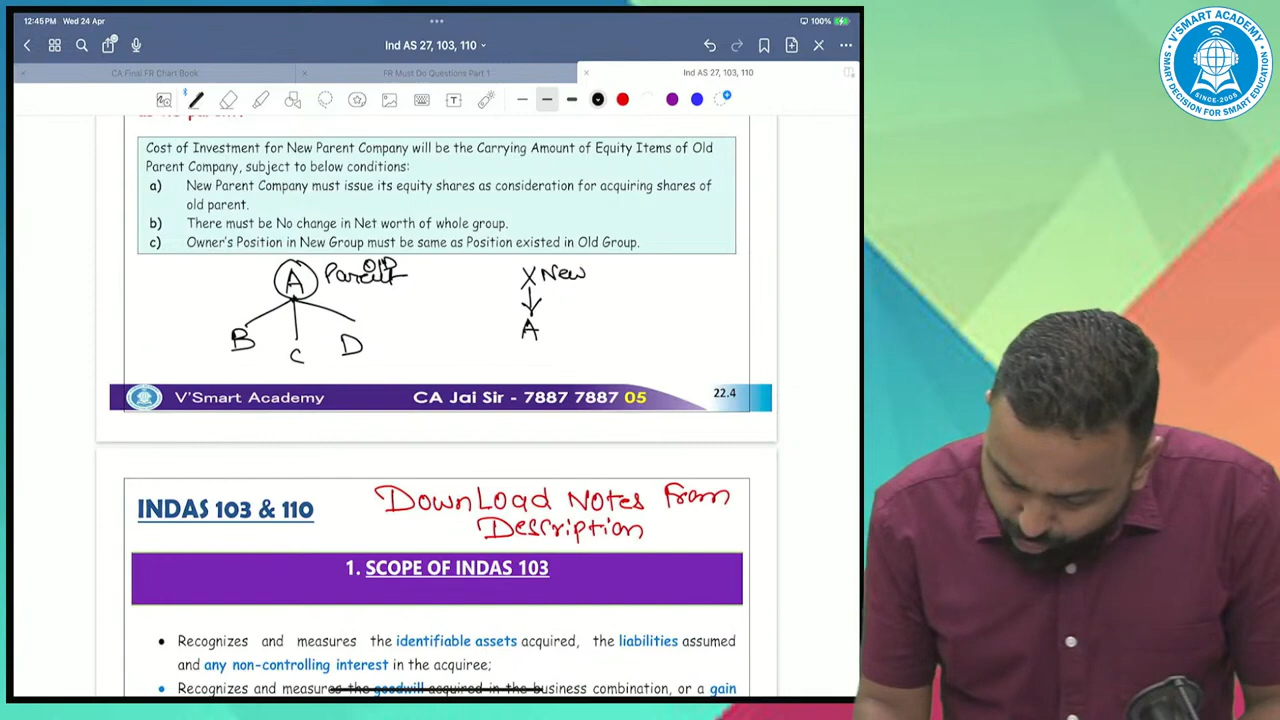 12:45 PM Wed 24 Apr
100%
Ind AS 27, 103, 110
CA Final FR Chart Book
FR Must Do Questions Part 1
Ind AS 27, 103, 110
Cost of Investment for New Parent Company will be the Carrying Amount of Equity Items of Old
Parent Company, subject to below conditions:
a) New Parent Company must issue its equity shares as consideration for acquiring shares of
old parent.
b) There must be No change in Net worth of whole group.
c) Owner's Position in New Group must be same as Position existed in Old Group.
A Parent Old
X New
B C D
A
V'Smart Academy
CA Jai Sir - 7887 7887 05
22.4
INDAS 103 & 110
Download Notes From
Description
1. SCOPE OF INDAS 103
• Recognizes and measures the identifiable assets acquired, the liabilities assumed
and any non-controlling interest in the acquiree;
• Recognizes and measures the goodwill acquired in the business combination, or a gain
V'SMART ACADEMY
SINCE-2006
SMART DECISION FOR SMART EDUCATION